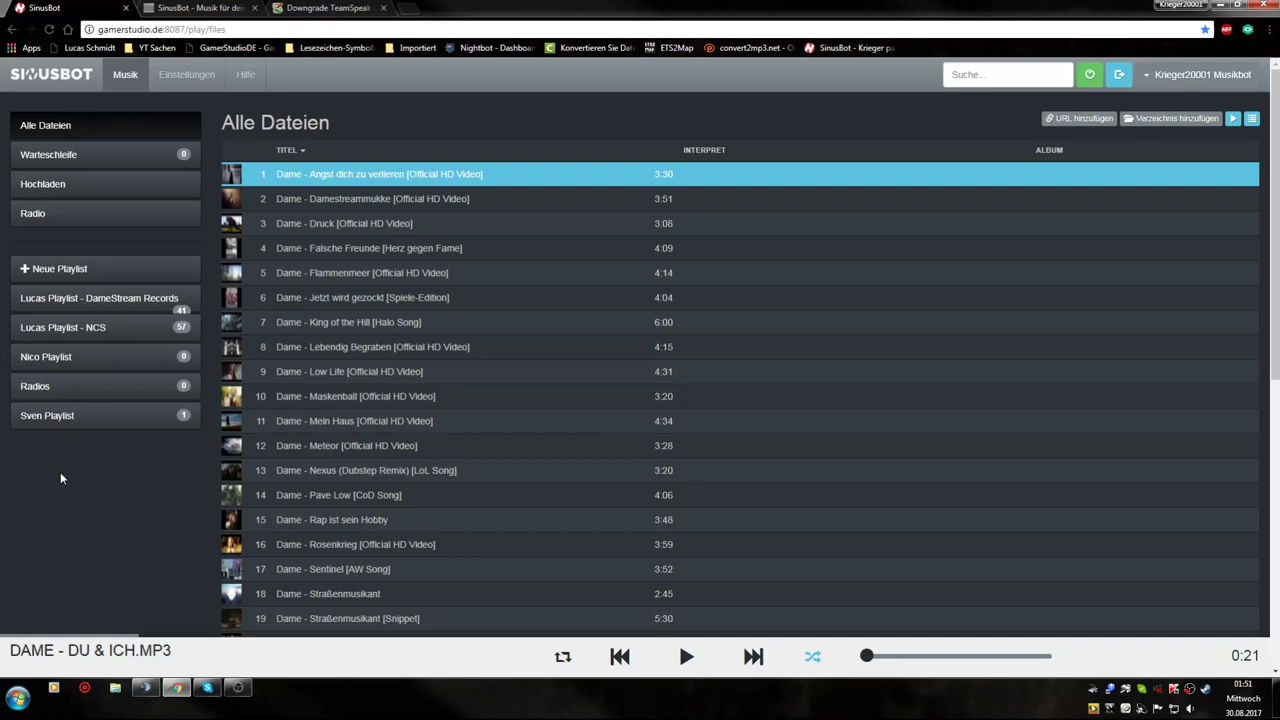 SinusBot
SinusBot - Musik für dei
Downgrade TeamSpeak
Krieger20001
gamerstudio.de:8087/play/files
Apps
Lucas Schmidt
YT Sachen
GamerStudioDE - Ga
Lesezeichen-Symbol
Importiert
Nightbot - Dashboar
Konvertieren Sie Dat
ETS2Map
convert2mp3.net - O
SinusBot - Krieger p
SINUSBOT
Musik
Einstellungen
Hilfe
Suche...
Krieger20001 Musikbot
Alle Dateien
Warteschleife 0
Hochladen
Radio
Neue Playlist
Lucas Playlist - DameStream Records
41
Lucas Playlist - NCS 57
Nico Playlist 0
Radios 0
Sven Playlist 1
Alle Dateien
URL hinzufügen
Verzeichnis hinzufügen
TITEL INTERPRET ALBUM
1 Dame - Angst dich zu verlieren [Official HD Video] 3:30
2 Dame - Damestreammukke [Official HD Video] 3:51
3 Dame - Druck [Official HD Video] 3:08
4 Dame - Falsche Freunde [Herz gegen Fame] 4:09
5 Dame - Flammenmeer [Official HD Video] 4:14
6 Dame - Jetzt wird gezockt [Spiele-Edition] 4:04
7 Dame - King of the Hill [Halo Song] 6:00
8 Dame - Lebendig Begraben [Official HD Video] 4:15
9 Dame - Low Life [Official HD Video] 4:31
10 Dame - Maskenball [Official HD Video] 3:20
11 Dame - Mein Haus [Official HD Video] 4:34
12 Dame - Meteor [Official HD Video] 3:28
13 Dame - Nexus (Dubstep Remix) [LoL Song] 3:20
14 Dame - Pave Low [CoD Song] 4:06
15 Dame - Rap ist sein Hobby 3:48
16 Dame - Rosenkrieg [Official HD Video] 3:59
17 Dame - Sentinel [AW Song] 3:52
18 Dame - Straßenmusikant 2:45
19 Dame - Straßenmusikant [Snippet] 5:30
DAME - DU & ICH.MP3
0:21
01:51
Mittwoch
30.08.2017